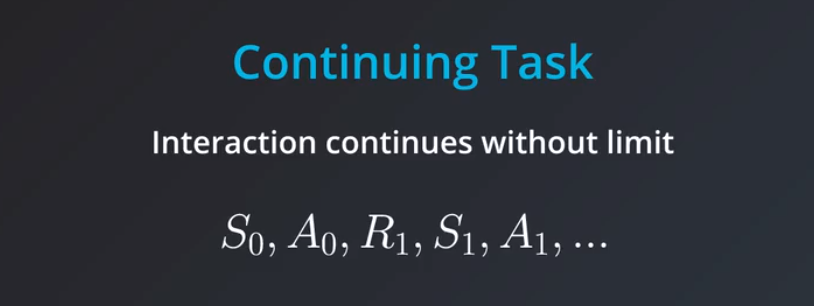 Continuing Task
Interaction continues without limit
S₀, A₀, R₁, S₁, A₁, ...